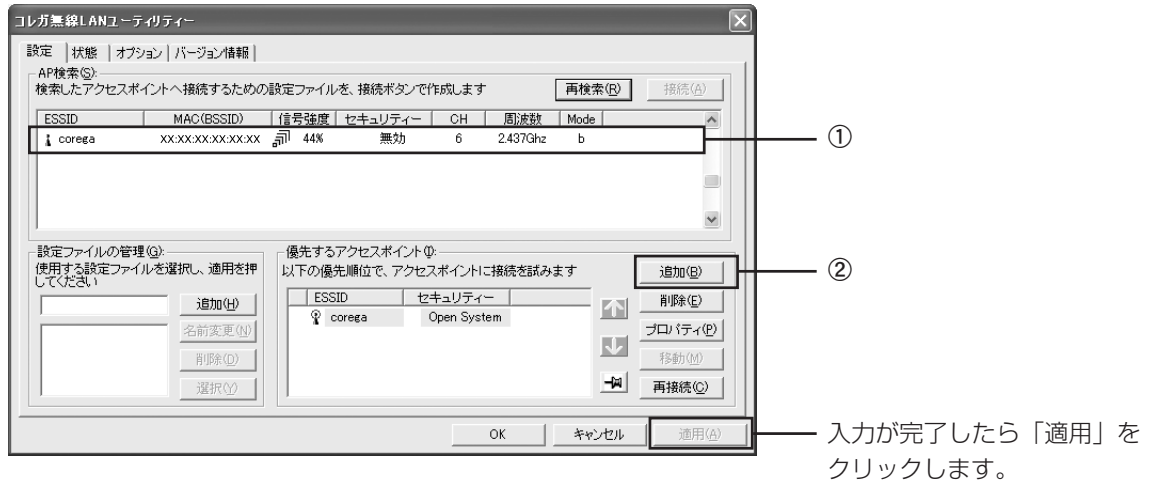 コレガ無線LANユーティリティー
設定 状態 オプション バージョン情報
AP検索(S):
検索したアクセスポイントへ接続するための設定ファイルを、接続ボタンで作成します 再検索(R) 接続(A)
ESSID MAC(BSSID) 信号強度 セキュリティー CH 周波数 Mode
corega XX:XX:XX:XX:XX:XX 44% 無効 6 2.437Ghz b
①
設定ファイルの管理(G):
使用する設定ファイルを選択し、適用を押
してください
追加(H)
名前変更(N)
削除(D)
選択(Y)
優先するアクセスポイント(I):
以下の優先順位で、アクセスポイントに接続を試みます
ESSID セキュリティー
corega Open System
追加(B)
②
削除(E)
プロパティ(P)
移動(M)
再接続(C)
OK キャンセル 適用(A)
入力が完了したら「適用」を
クリックします。